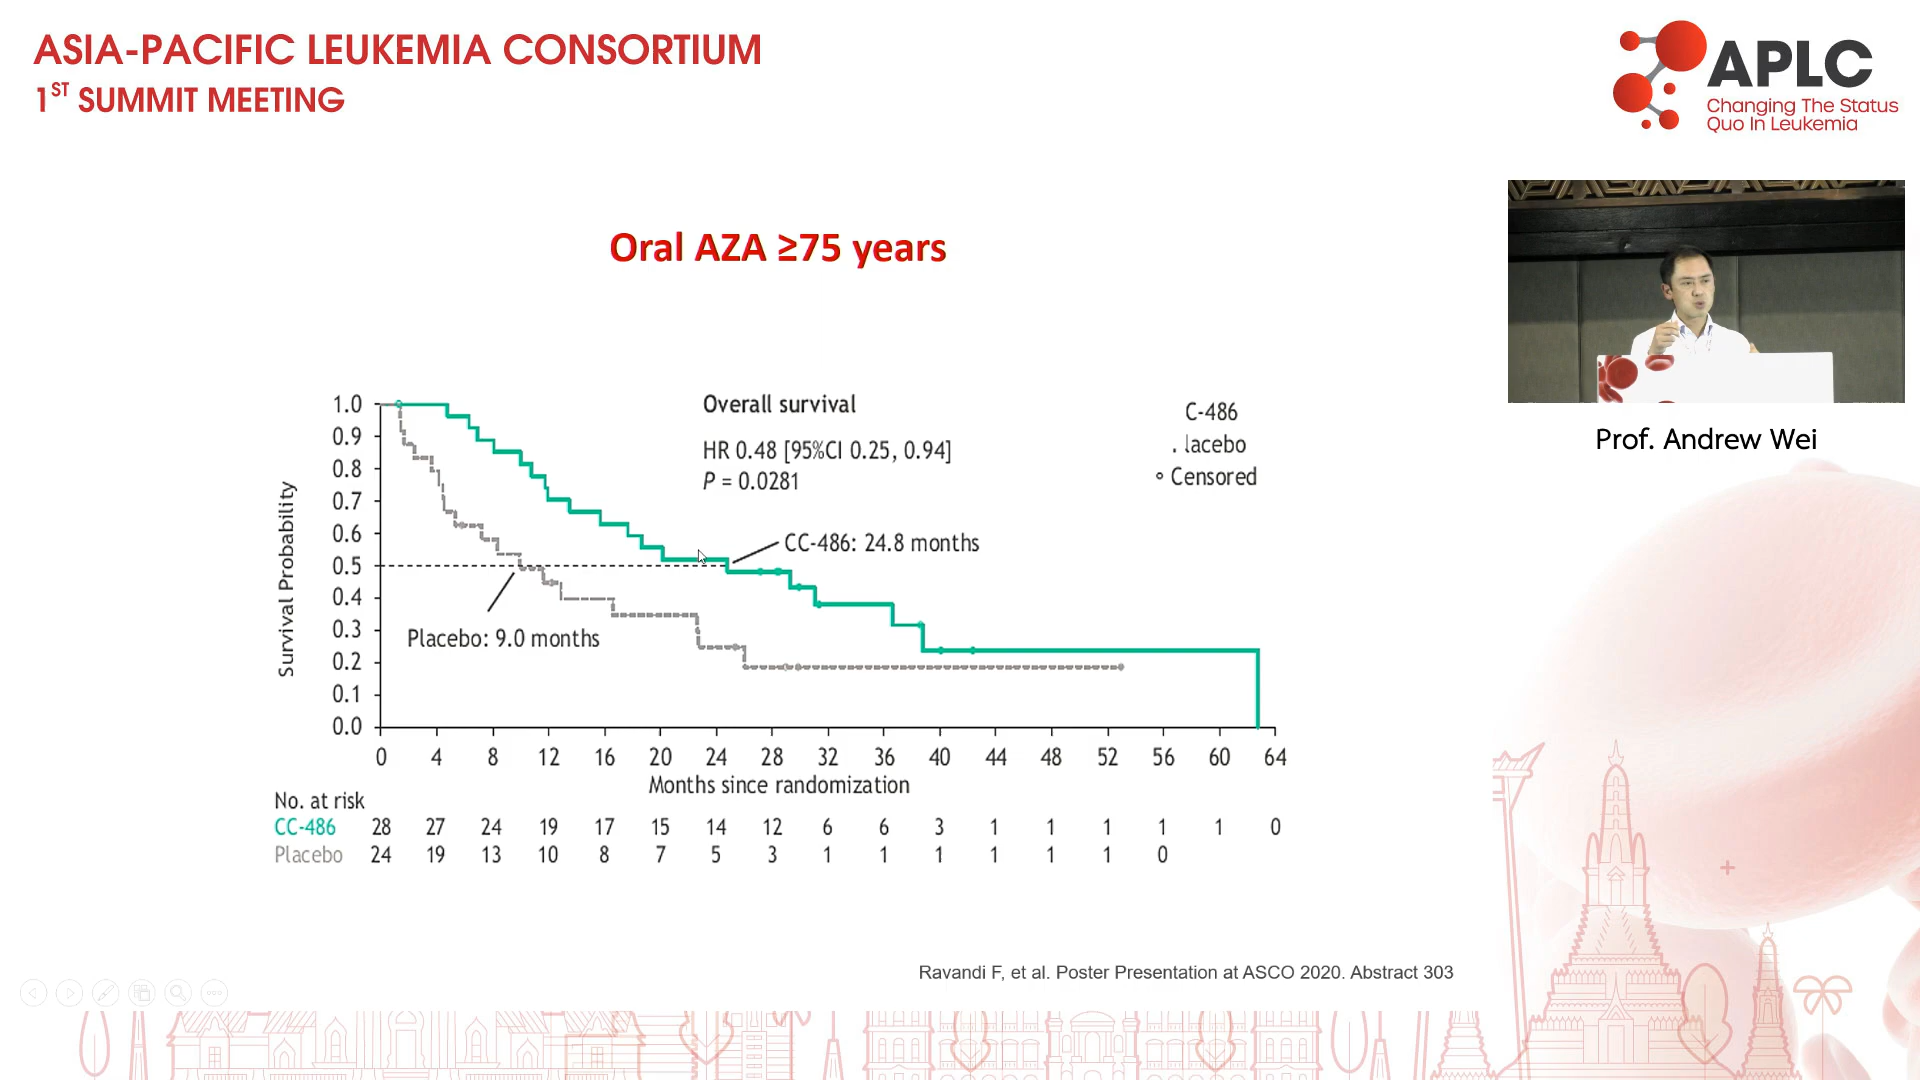 ASIA-PACIFIC LEUKEMIA CONSORTIUM
1ST SUMMIT MEETING
APLC
Changing The Status
Quo In Leukemia
Prof. Andrew Wei
Oral AZA ≥75 years
Overall survival
HR 0.48 [95%CI 0.25, 0.94]
P = 0.0281
C-486
. lacebo
° Censored
CC-486: 24.8 months
Placebo: 9.0 months
Survival Probability
1.0
0.9
0.8
0.7
0.6
0.5
0.4
0.3
0.2
0.1
0.0
0 4 8 12 16 20 24 28 32 36 40 44 48 52 56 60 64
Months since randomization
No. at risk
CC-486 28 27 24 19 17 15 14 12 6 6 3 1 1 1 1 1 0
Placebo 24 19 13 10 8 7 5 3 1 1 1 1 1 1 0
Ravandi F, et al. Poster Presentation at ASCO 2020. Abstract 303